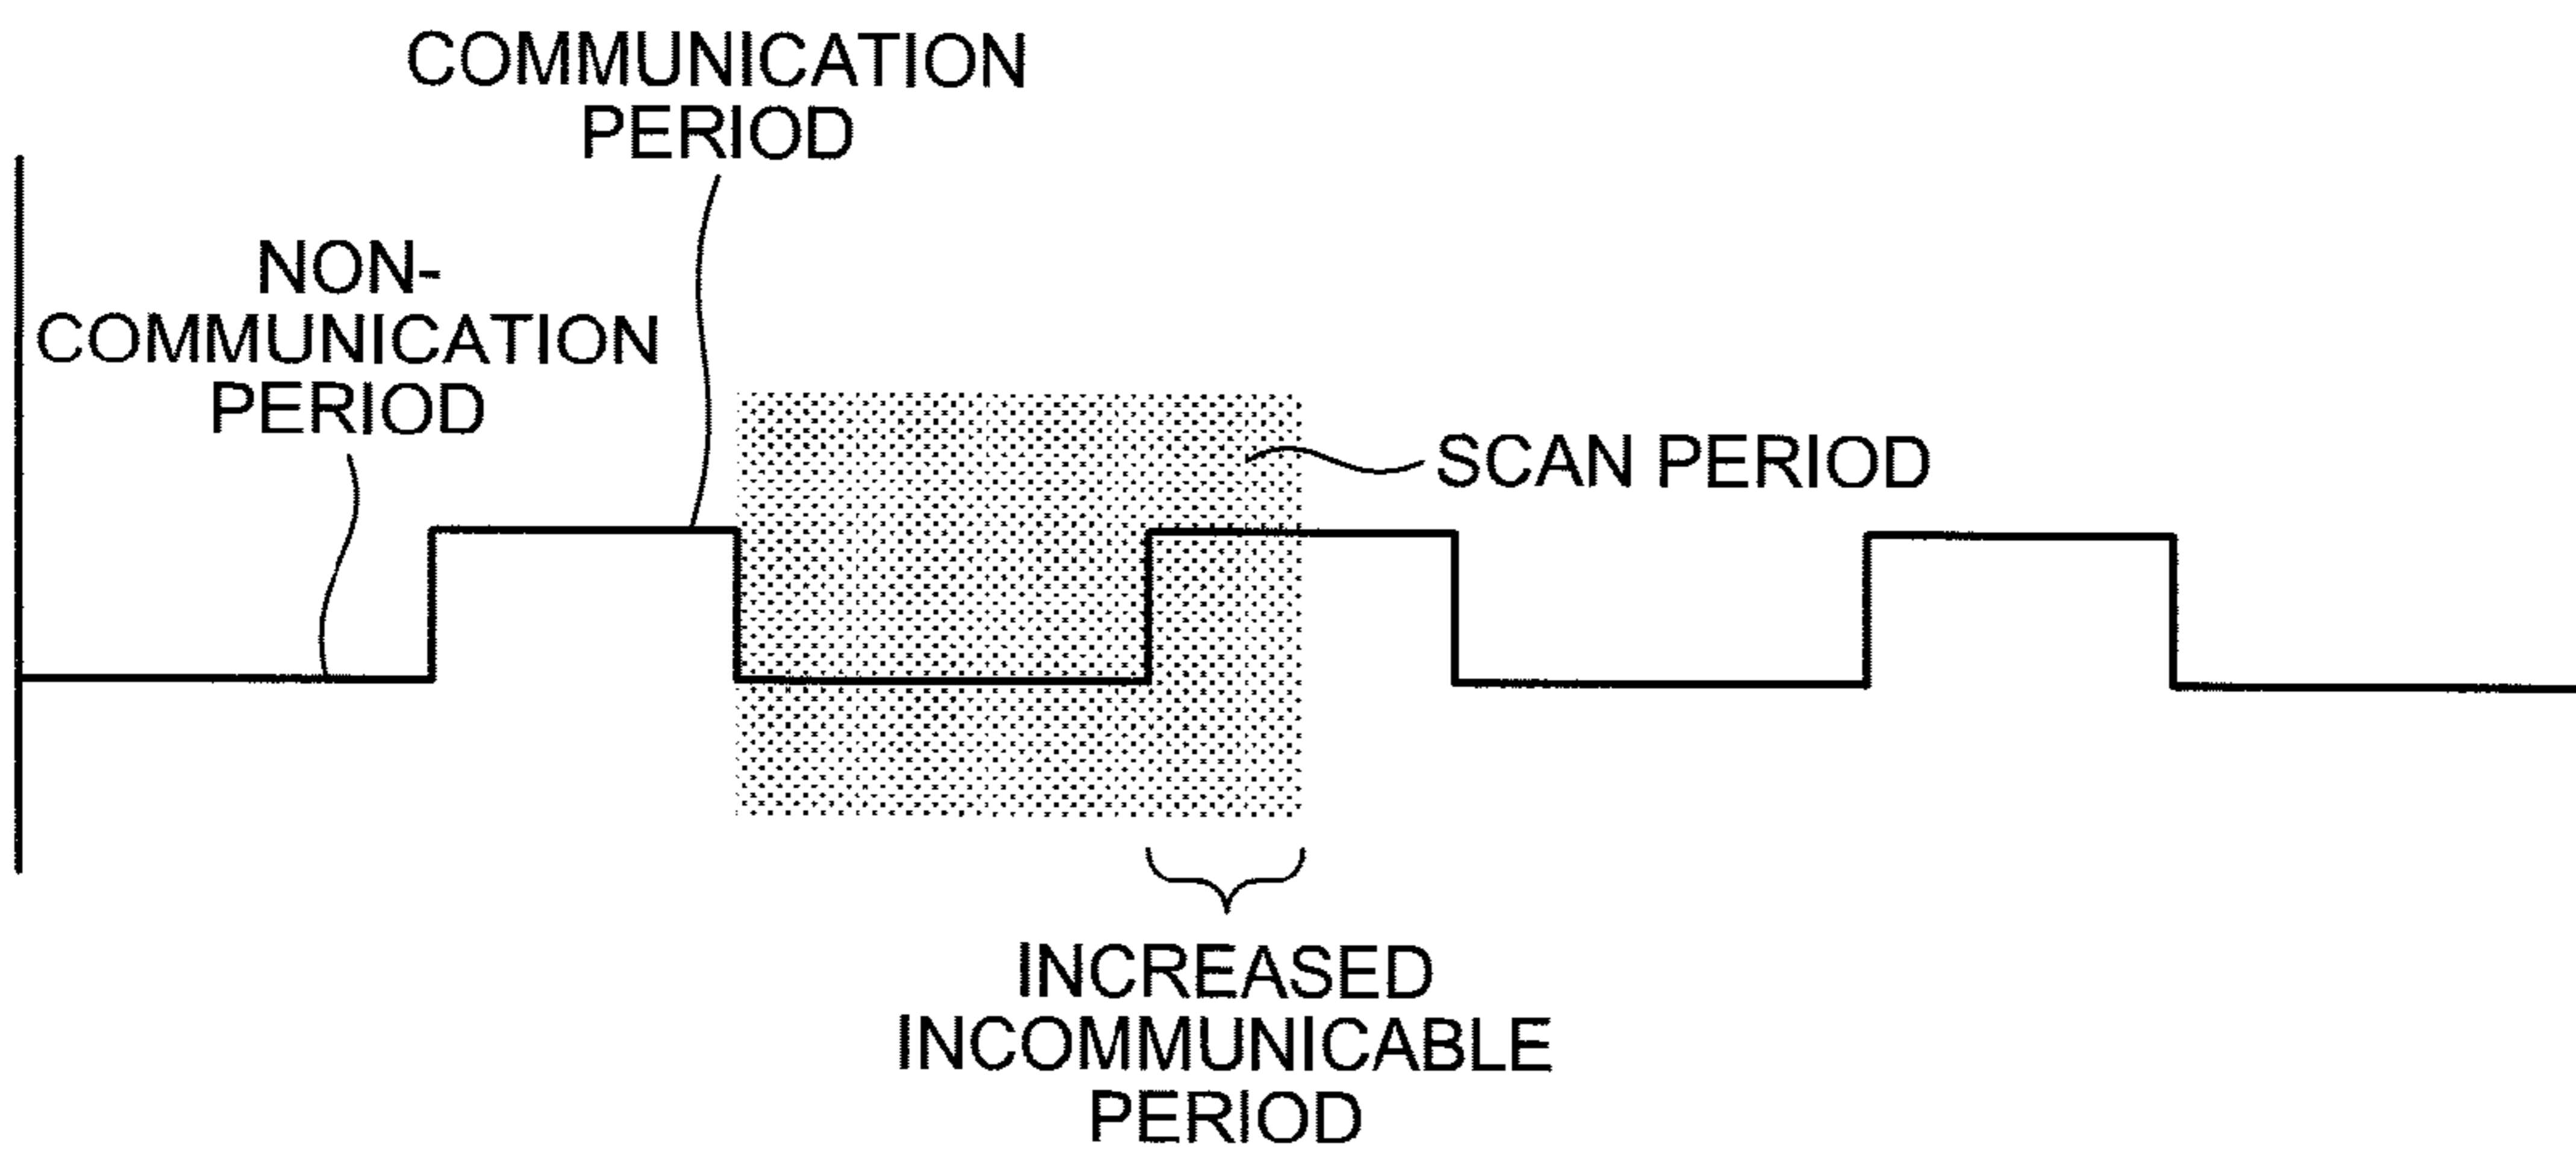 COMMUNICATION
PERIOD
NON-
COMMUNICATION
PERIOD
SCAN PERIOD
INCREASED
INCOMMUNICABLE
PERIOD